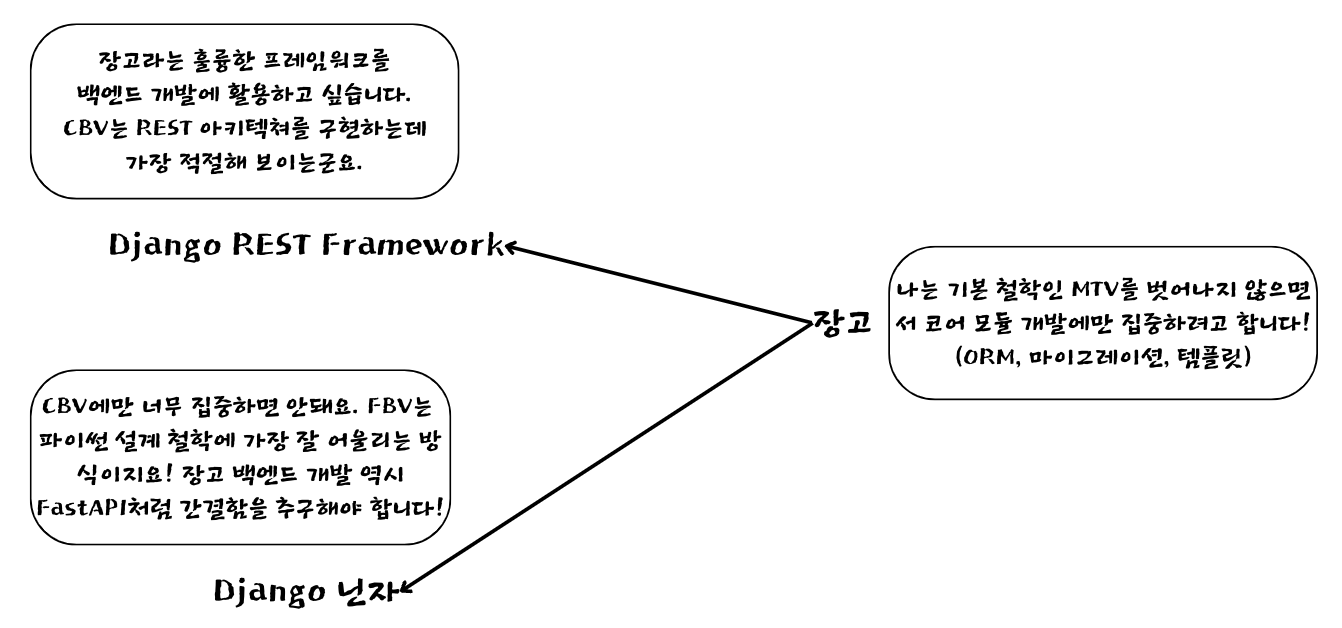 장고라는 훌륭한 프레임워크를
백엔드 개발에 활용하고 싶습니다.
CBV는 REST 아키텍쳐를 구현하는데
가장 적절해 보이는군요.
Django REST Framework
장고
나는 기본 철학인 MTV를 벗어나지 않으면
서 코어 모듈 개발에만 집중하려고 합니다!
(ORM, 마이그레이션, 템플릿)
CBV에만 너무 집중하면 안돼요. FBV는
파이썬 설계 철학에 가장 잘 어울리는 방
식이지요! 장고 백엔드 개발 역시
FastAPI처럼 간결함을 추구해야 합니다!
Django 닌자